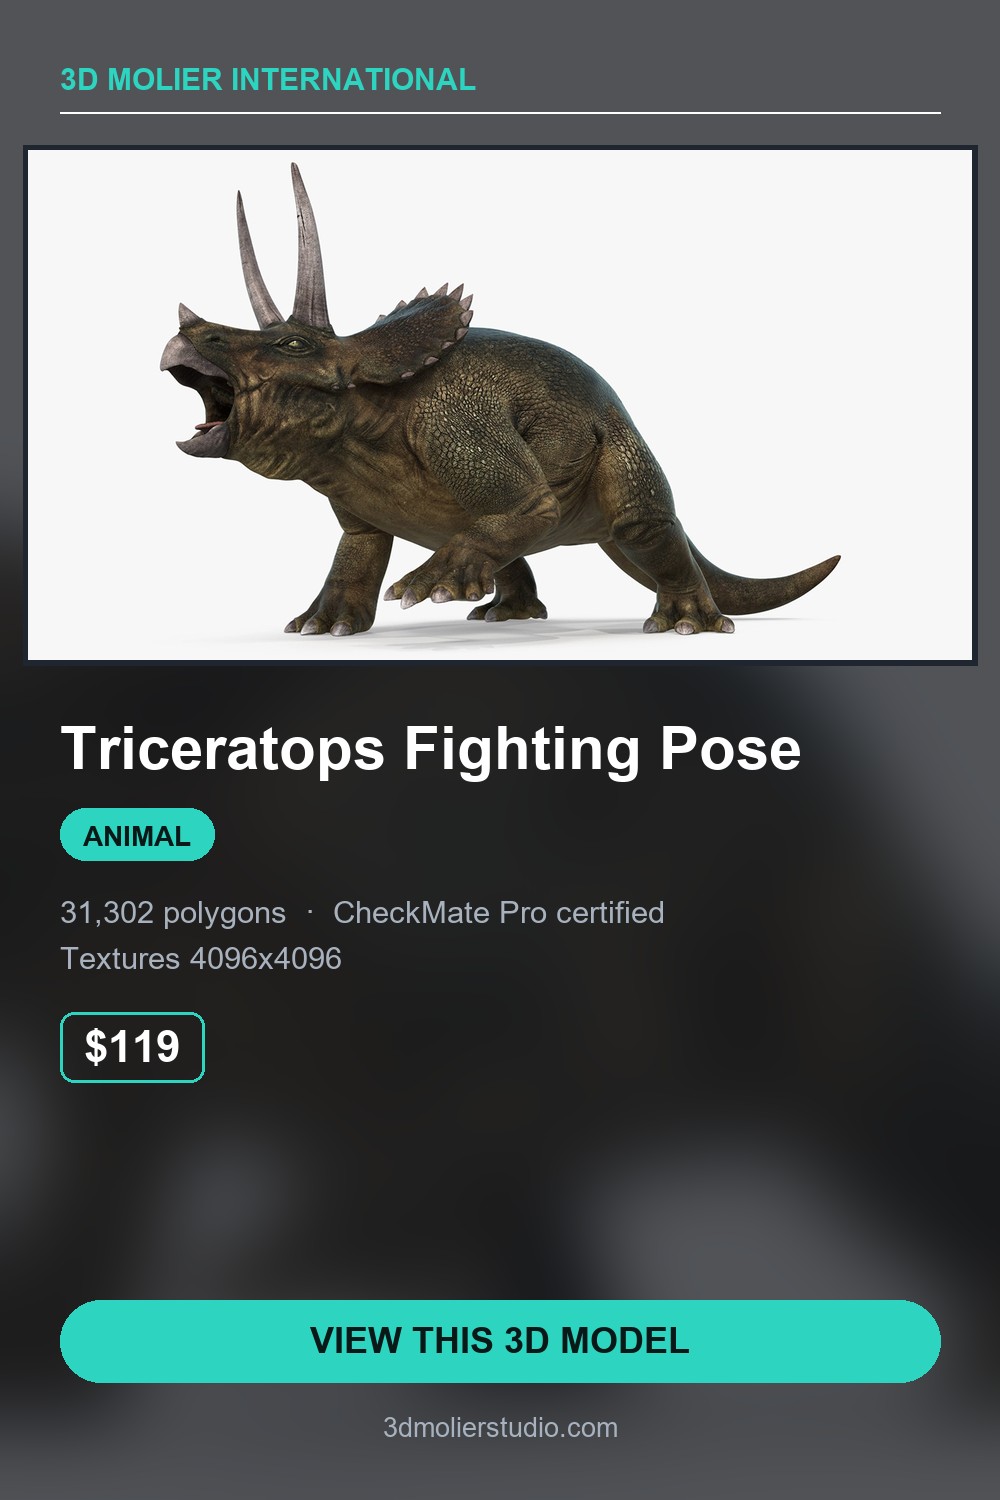 3D MOLIER INTERNATIONAL
Triceratops Fighting Pose
ANIMAL
31,302 polygons · CheckMate Pro certified
Textures 4096x4096
$119
VIEW THIS 3D MODEL
3dmolierstudio.com